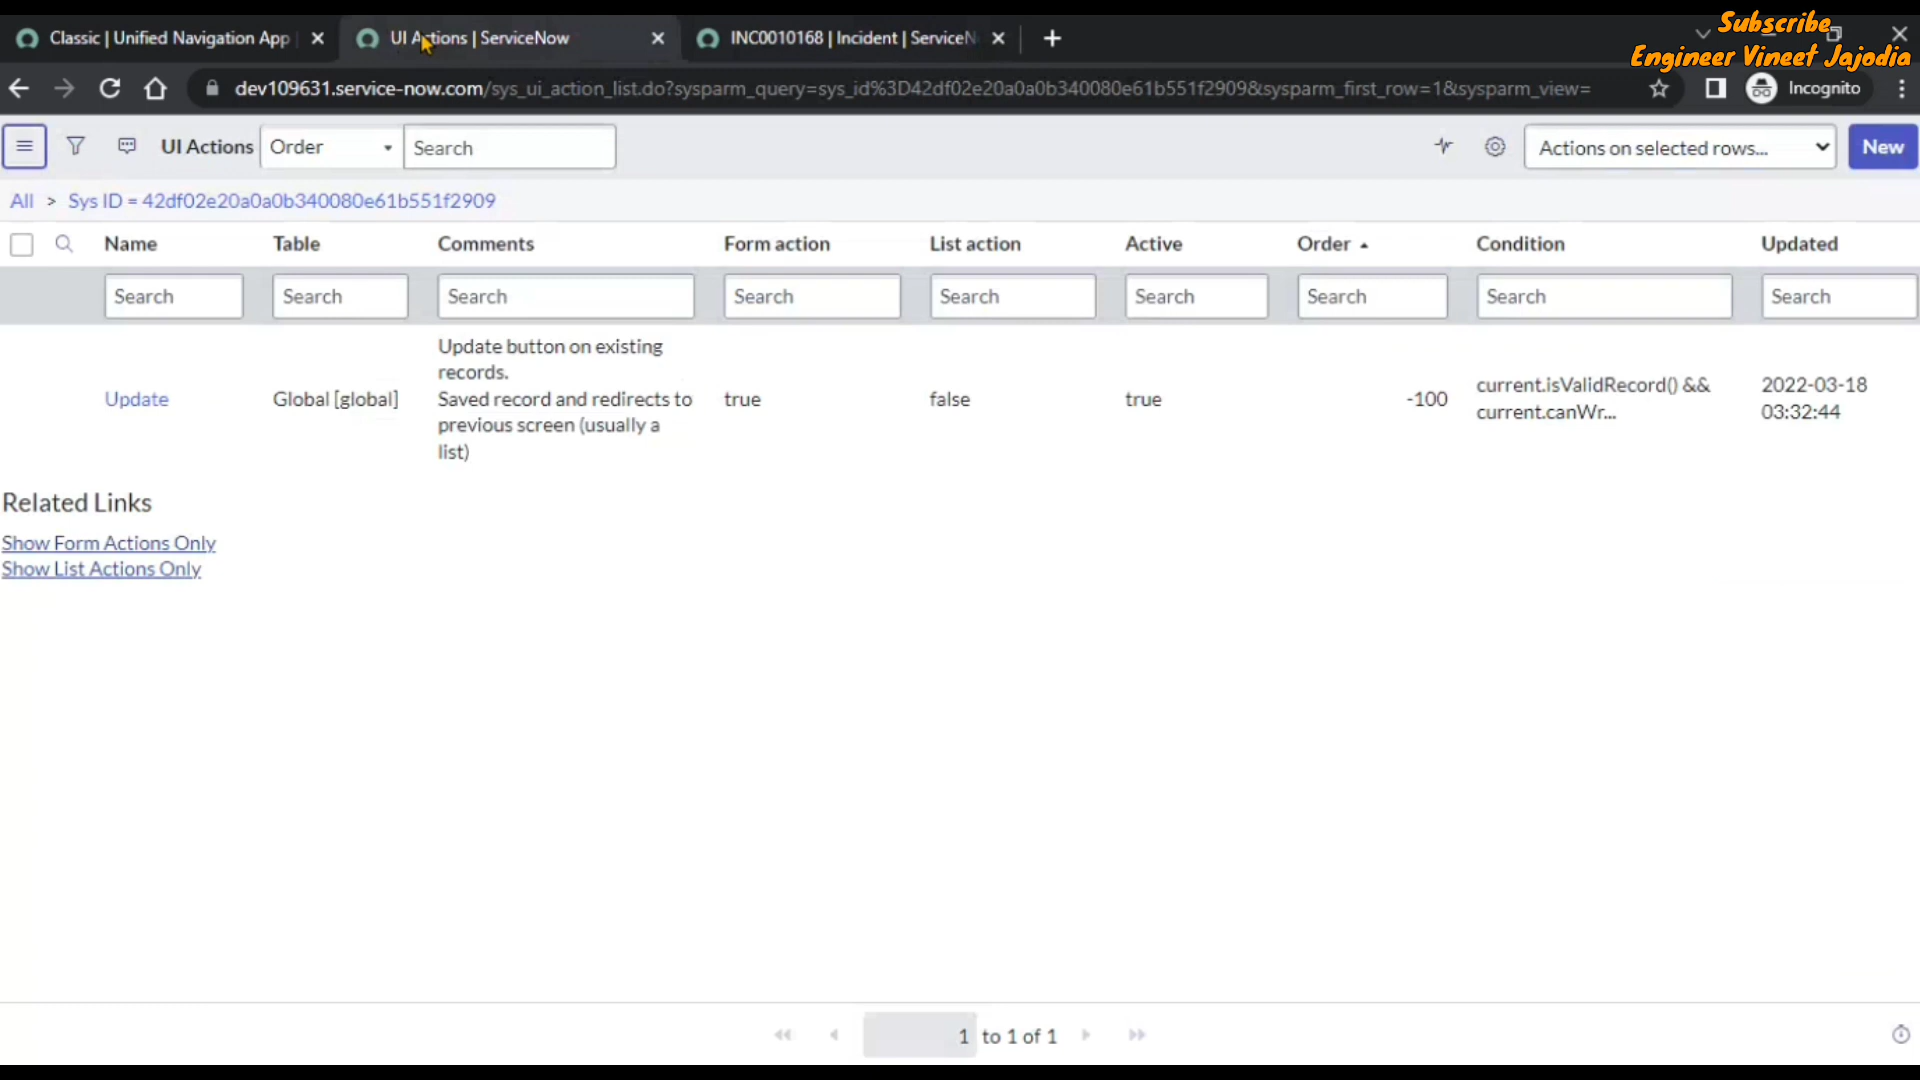 Classic | Unified Navigation App
UI Actions | ServiceNow
INC0010168 | Incident | ServiceN
Subscribe
Engineer Vineet Jajodia
dev109631.service-now.com/sys_ui_action_list.do?sysparm_query=sys_id%3D42df02e20a0a0b340080e61b551f2909&sysparm_first_row=1&sysparm_view=
Incognito
UI Actions
Order
Search
Actions on selected rows...
New
All > Sys ID = 42df02e20a0a0b340080e61b551f2909
Name Table Comments Form action List action Active Order Condition Updated
Search Search Search Search Search Search Search Search Search
Update
Global [global]
Update button on existing
records.
Saved record and redirects to
previous screen (usually a
list)
true
false
true
-100
current.isValidRecord() &&
current.canWr...
2022-03-18
03:32:44
Related Links
Show Form Actions Only
Show List Actions Only
1 to 1 of 1